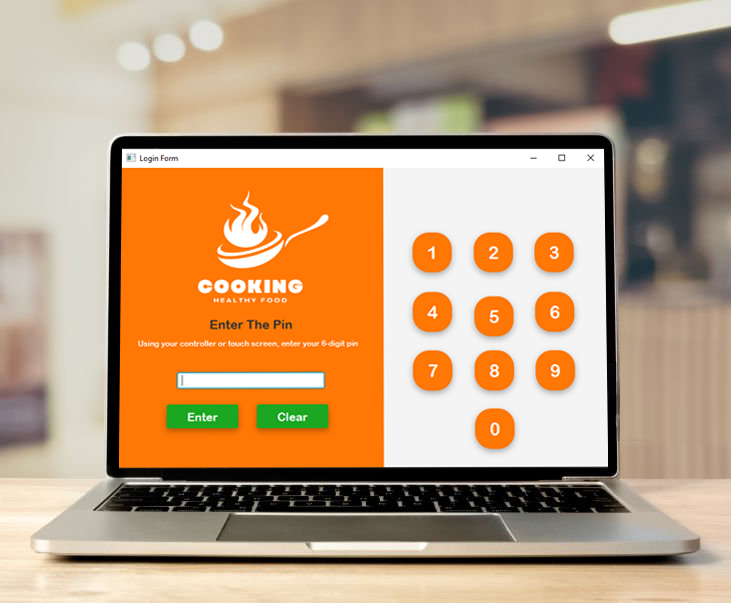 Login Form
COOKING
HEALTHY FOOD
Enter The Pin
Using your controller or touch screen, enter your 6-digit pin
Enter Clear
1 2 3
4 5 6
7 8 9
0